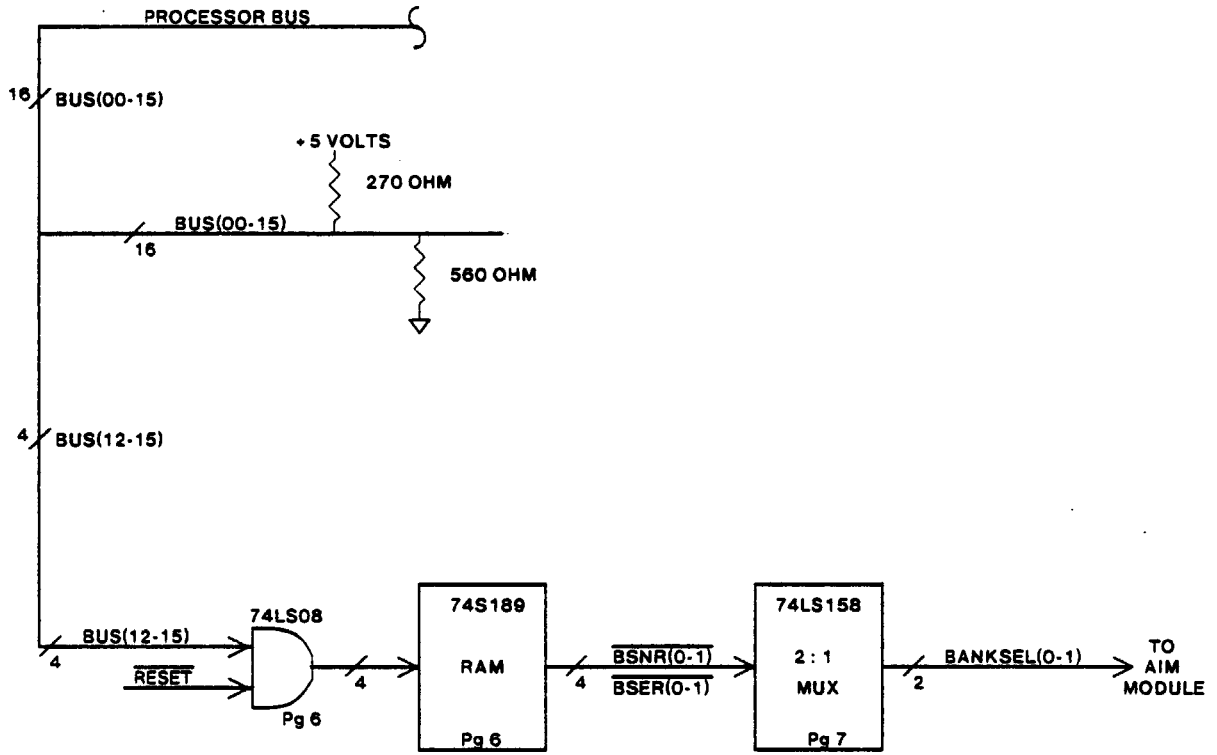 PROCESSOR BUS
16 BUS(00-15)
+5 VOLTS
270 OHM
BUS(00-15)
16
560 OHM
4 BUS(12-15)
74LS08
74S189
74LS158
BUS(12-15)
4
RESET
4
RAM
BSNR(0-1)
4
BSER(0-1)
2 : 1
MUX
BANKSEL(0-1)
2
TO
AIM
MODULE
Pg 6
Pg 6
Pg 7